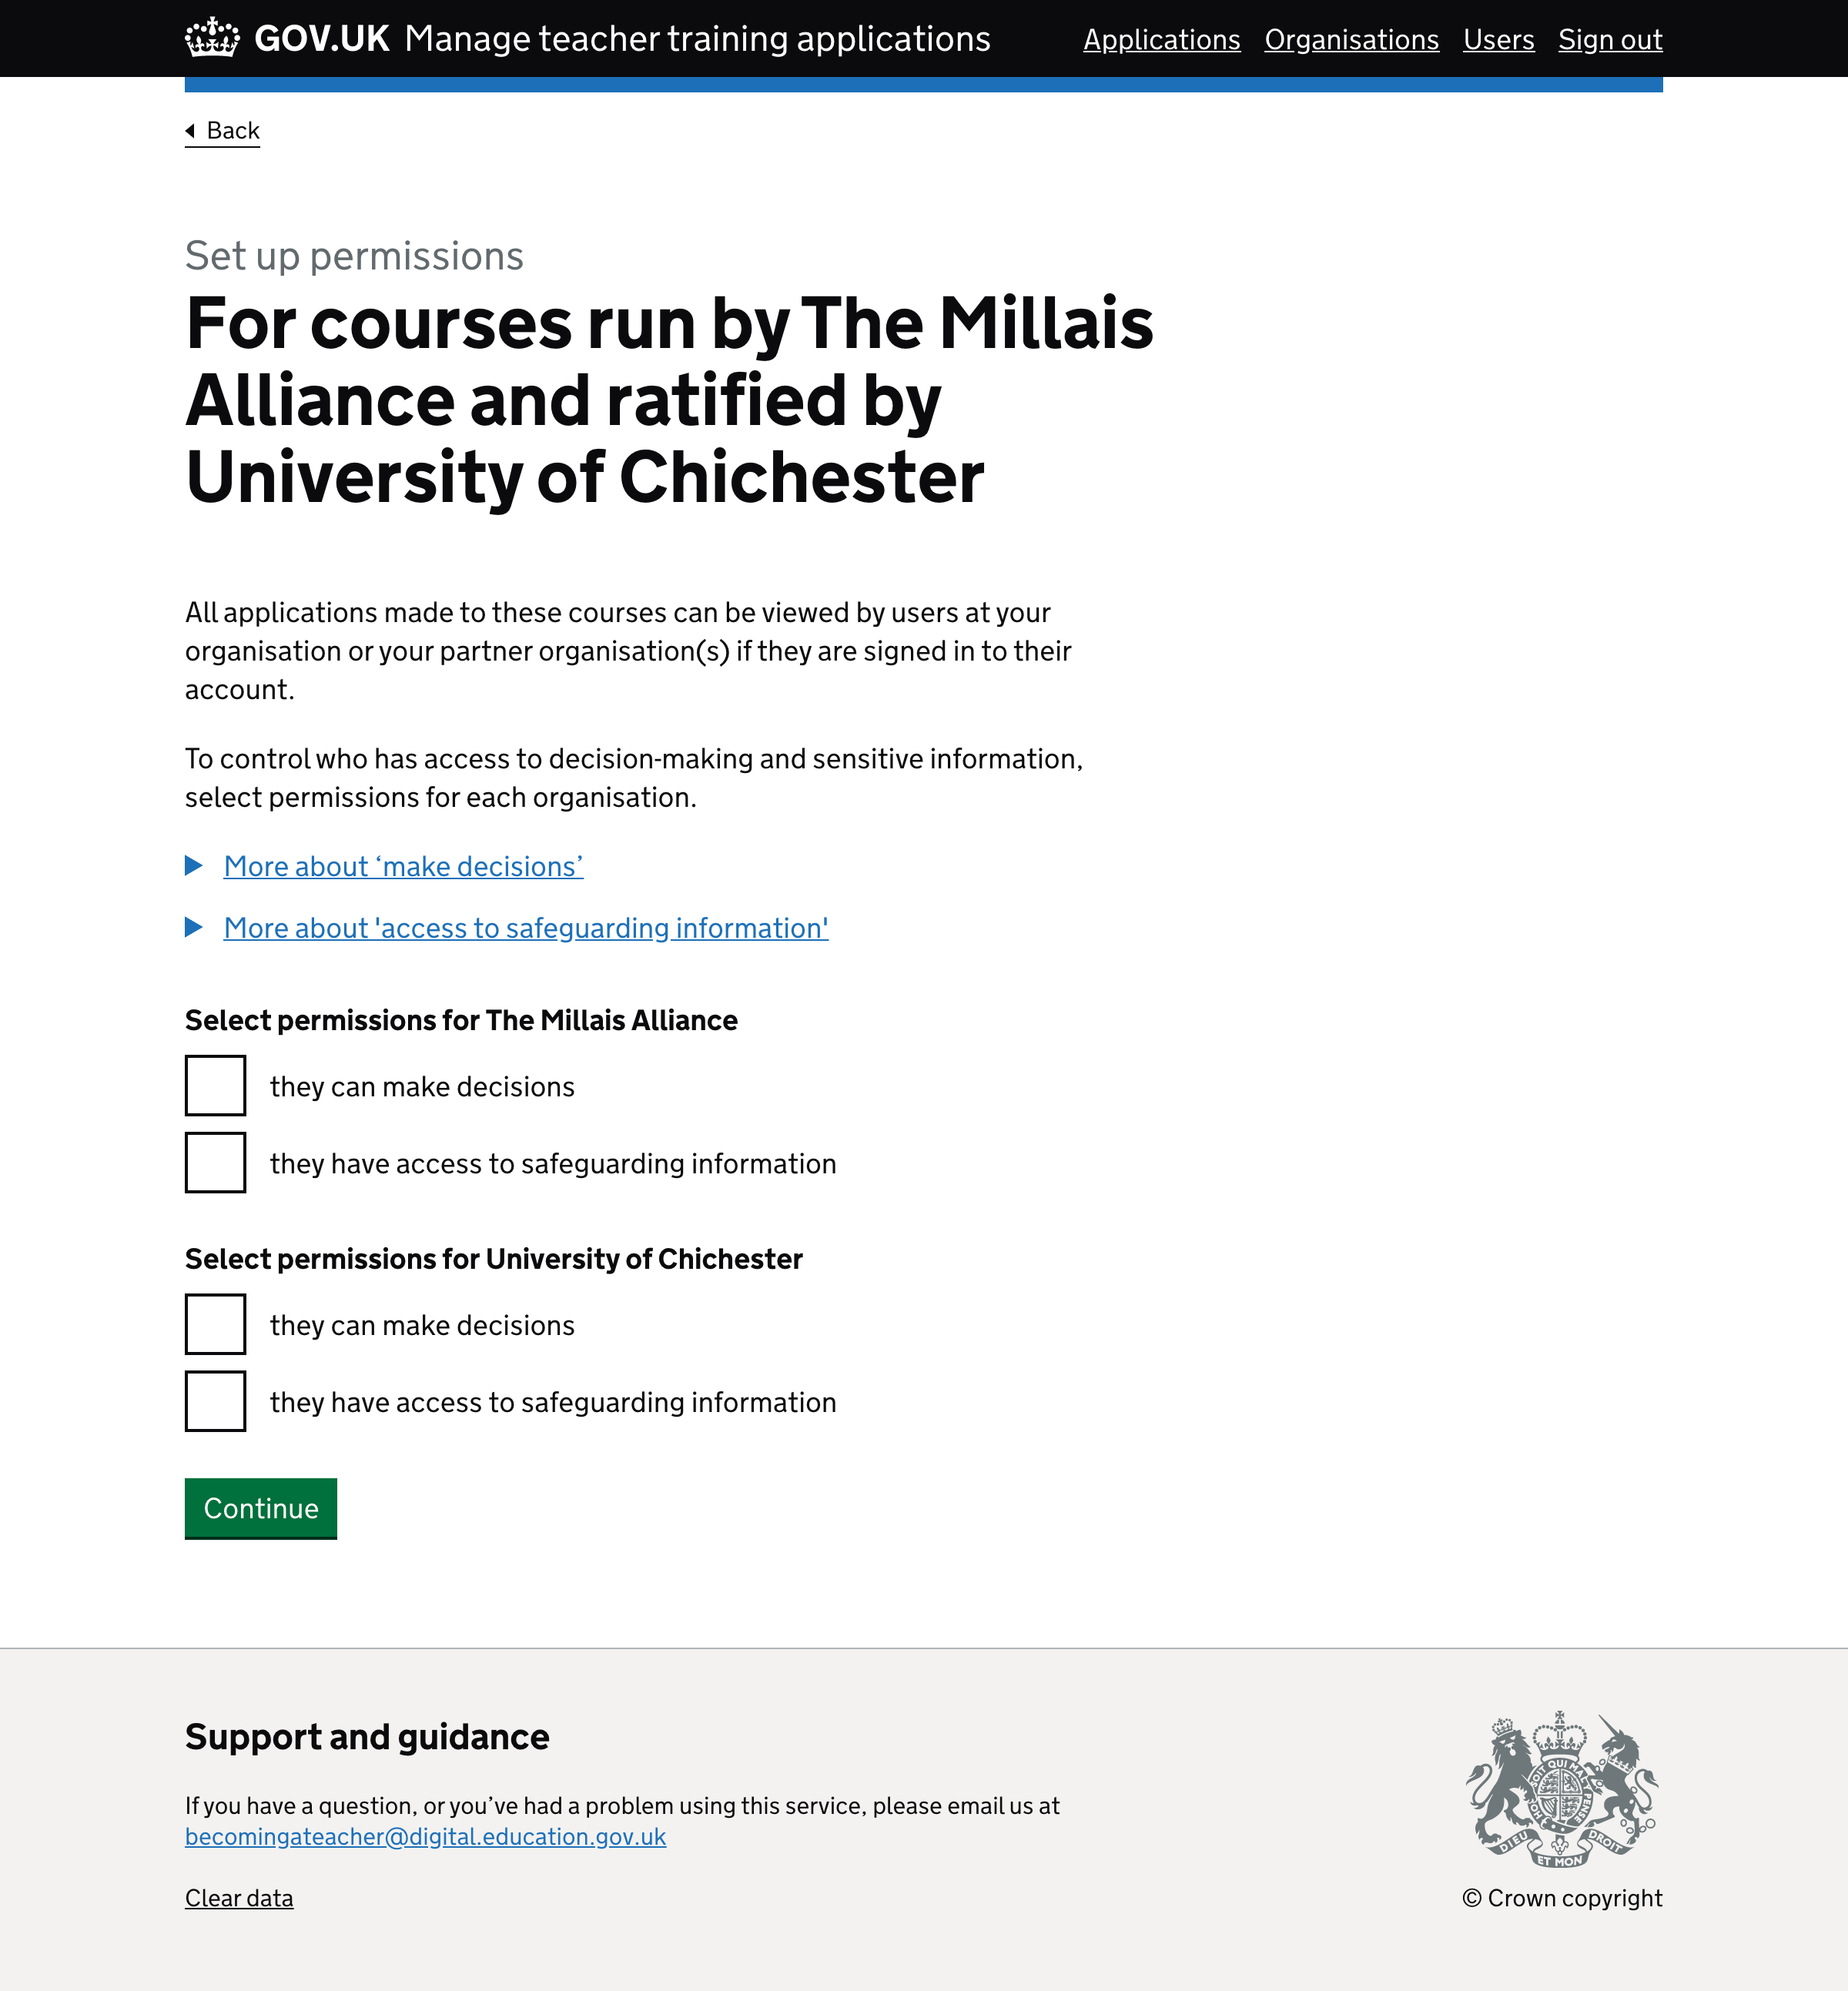 GOV.UK Manage teacher training applications Applications Organisations Users Sign out
Back
Set up permissions
For courses run by The Millais
Alliance and ratified by
University of Chichester
All applications made to these courses can be viewed by users at your
organisation or your partner organisation(s) if they are signed in to their
account.
To control who has access to decision-making and sensitive information,
select permissions for each organisation.
More about ‘make decisions’
More about 'access to safeguarding information'
Select permissions for The Millais Alliance
they can make decisions
they have access to safeguarding information
Select permissions for University of Chichester
they can make decisions
they have access to safeguarding information
Continue
Support and guidance
If you have a question, or you’ve had a problem using this service, please email us at
becomingateacher@digital.education.gov.uk
Clear data
DIEU ET MON DROIT
© Crown copyright